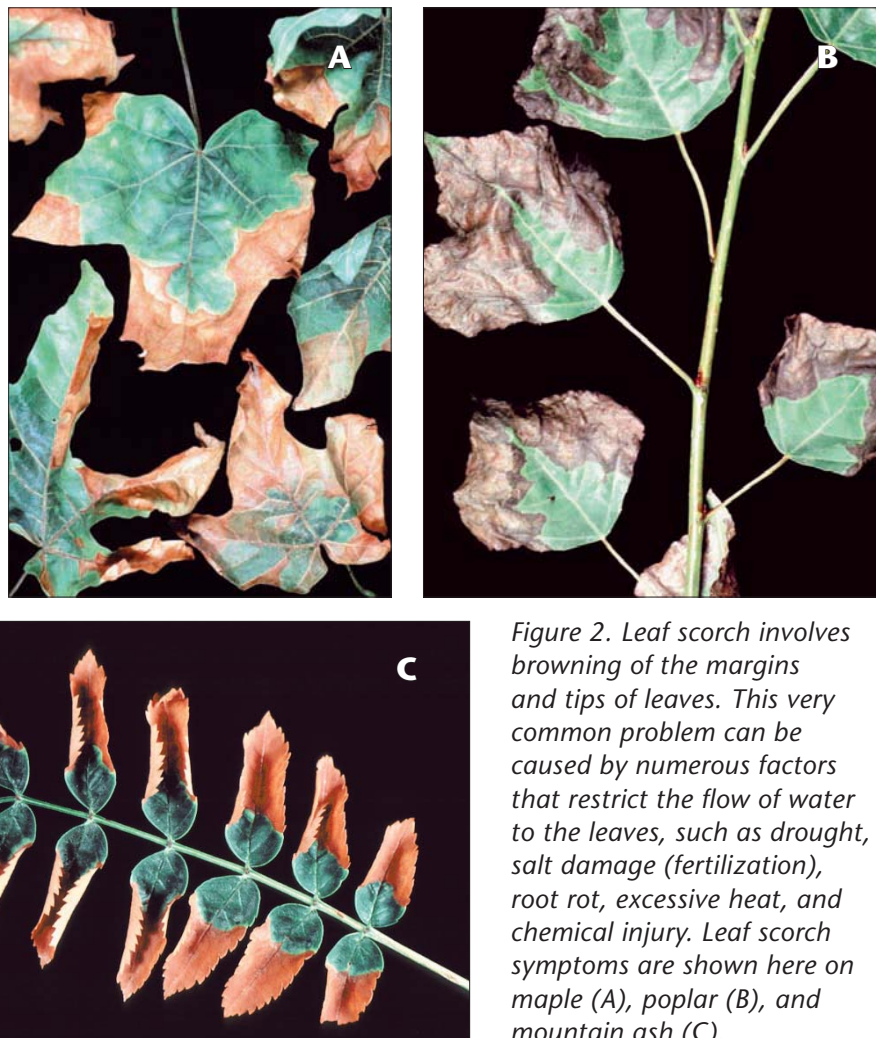 A
B
C
Figure 2. Leaf scorch involves
browning of the margins
and tips of leaves. This very
common problem can be
caused by numerous factors
that restrict the flow of water
to the leaves, such as drought,
salt damage (fertilization),
root rot, excessive heat, and
chemical injury. Leaf scorch
symptoms are shown here on
maple (A), poplar (B), and
mountain ash (C)